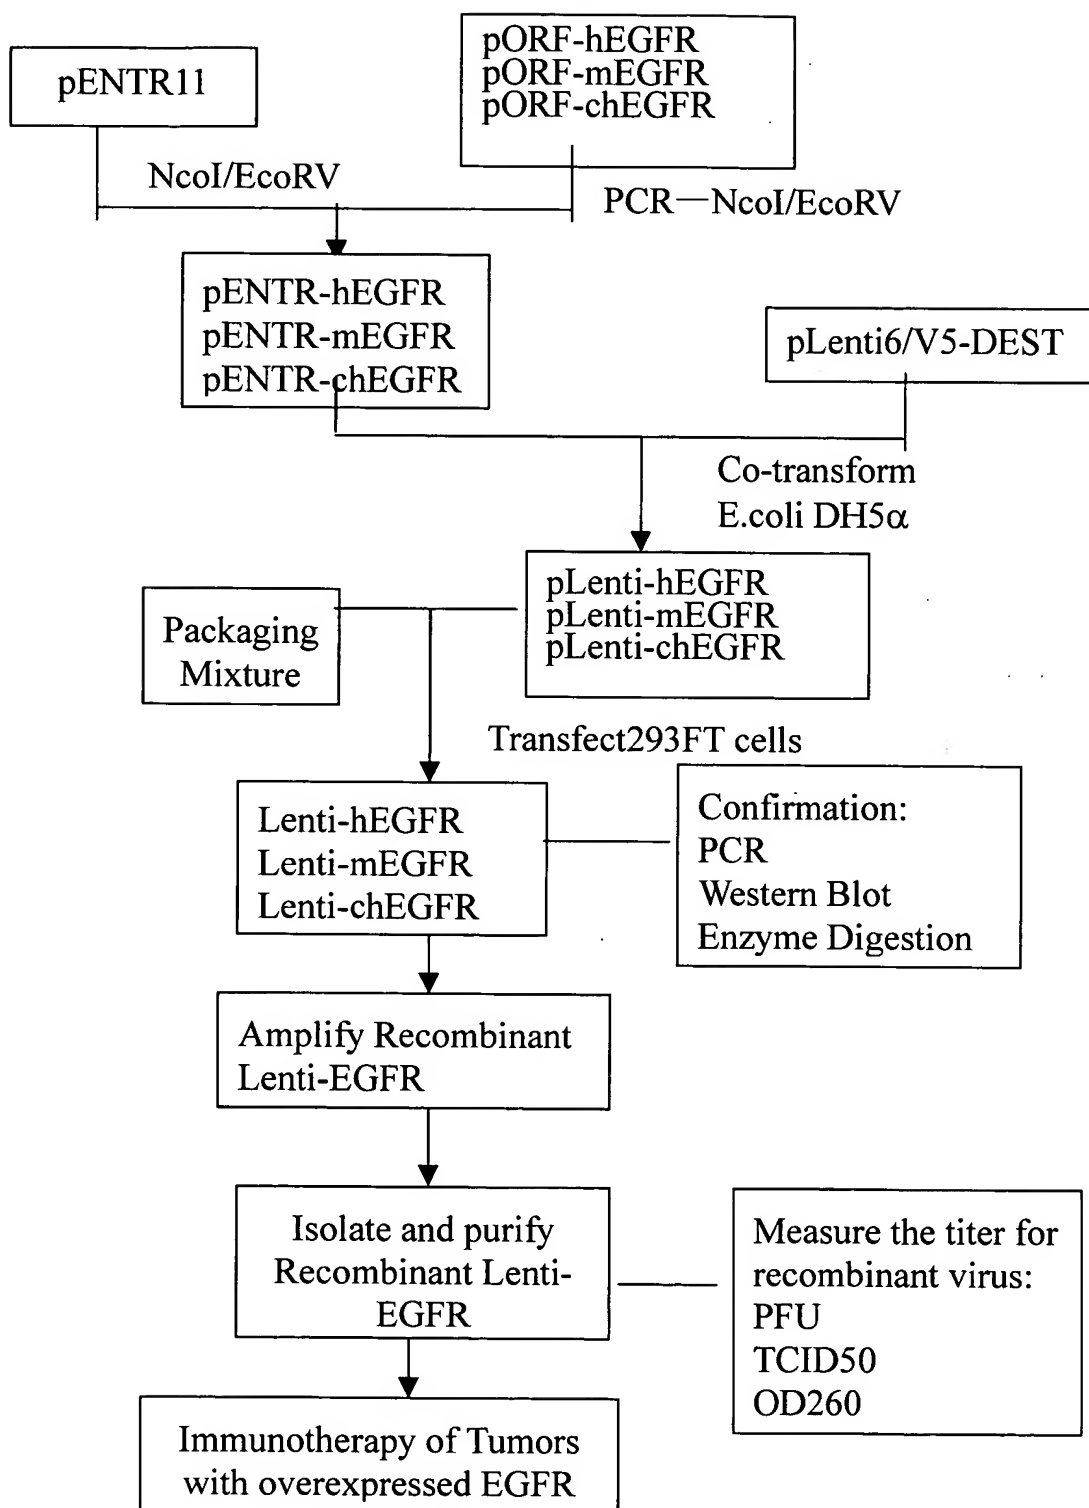 pENTR11
pORF-hEGFR
pORF-mEGFR
pORF-chEGFR
NcoI/EcoRV
PCR—NcoI/EcoRV
pENTR-hEGFR
pENTR-mEGFR
pENTR-chEGFR
pLenti6/V5-DEST
Co-transform
E.coli DH5α
pLenti-hEGFR
pLenti-mEGFR
pLenti-chEGFR
Packaging
Mixture
Transfect293FT cells
Lenti-hEGFR
Lenti-mEGFR
Lenti-chEGFR
Confirmation:
PCR
Western Blot
Enzyme Digestion
Amplify Recombinant
Lenti-EGFR
Isolate and purify
Recombinant Lenti-
EGFR
Measure the titer for
recombinant virus:
PFU
TCID50
OD260
Immunotherapy of Tumors
with overexpressed EGFR